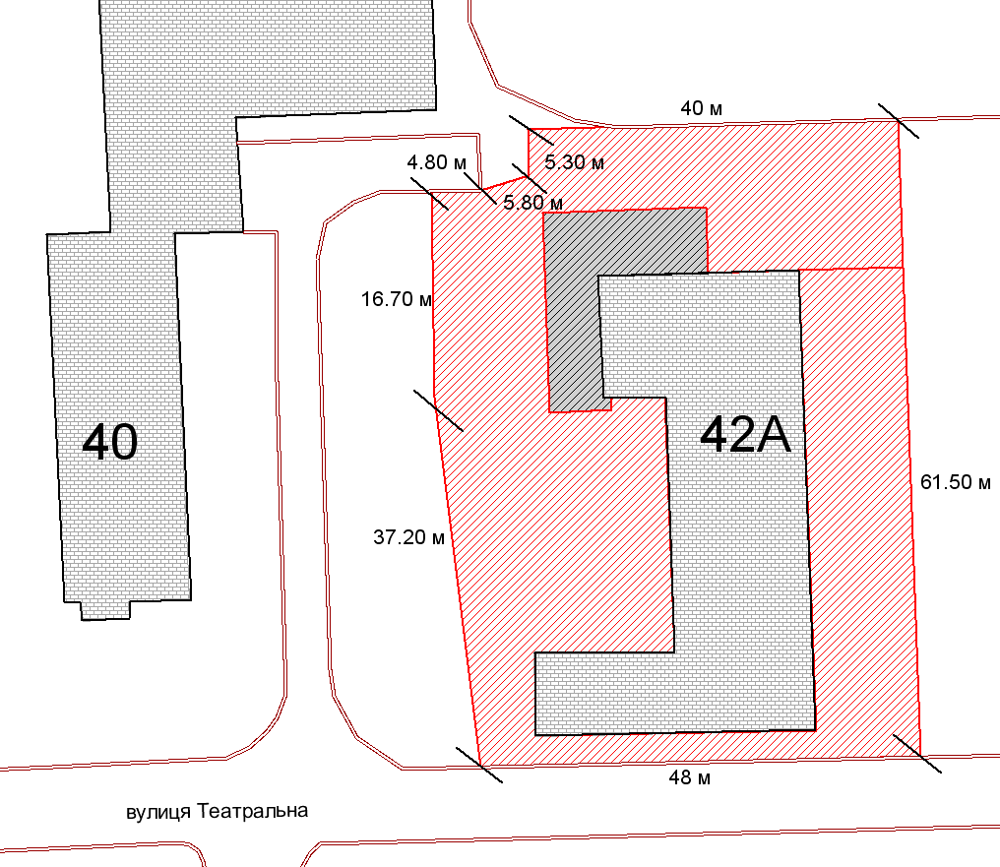 40 м
4.80 м
5.30 м
5.80 м
16.70 м
40
42А
61.50 м
37.20 м
48 м
вулиця Театральна